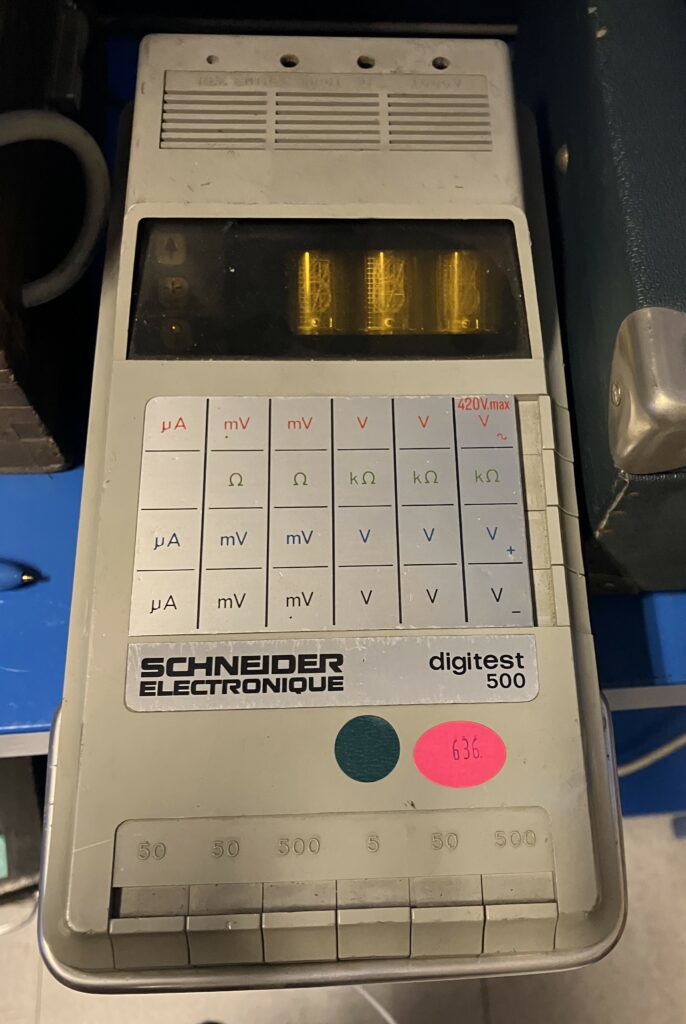 µA mV mV V V 420V.max V ~
Ω Ω kΩ kΩ kΩ
µA mV mV V V V +
µA mV mV V V V _
SCHNEIDER
ELECTRONIQUE
digitest
500
636.
50 50 500 5 50 500